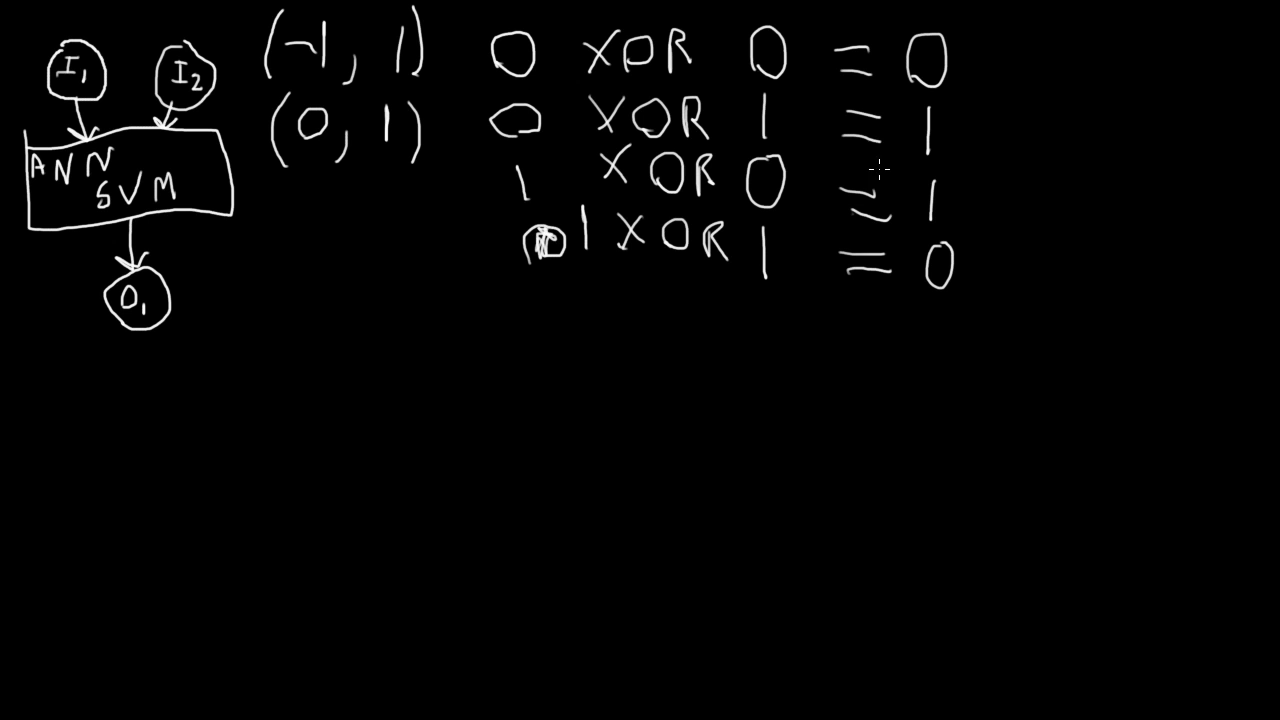 I1 I2
ANN
SVM
O1
(-1, 1)
(0, 1)
0 XOR 0 = 0
0 XOR 1 = 1
1 XOR 0 = 1
1 XOR 1 = 0